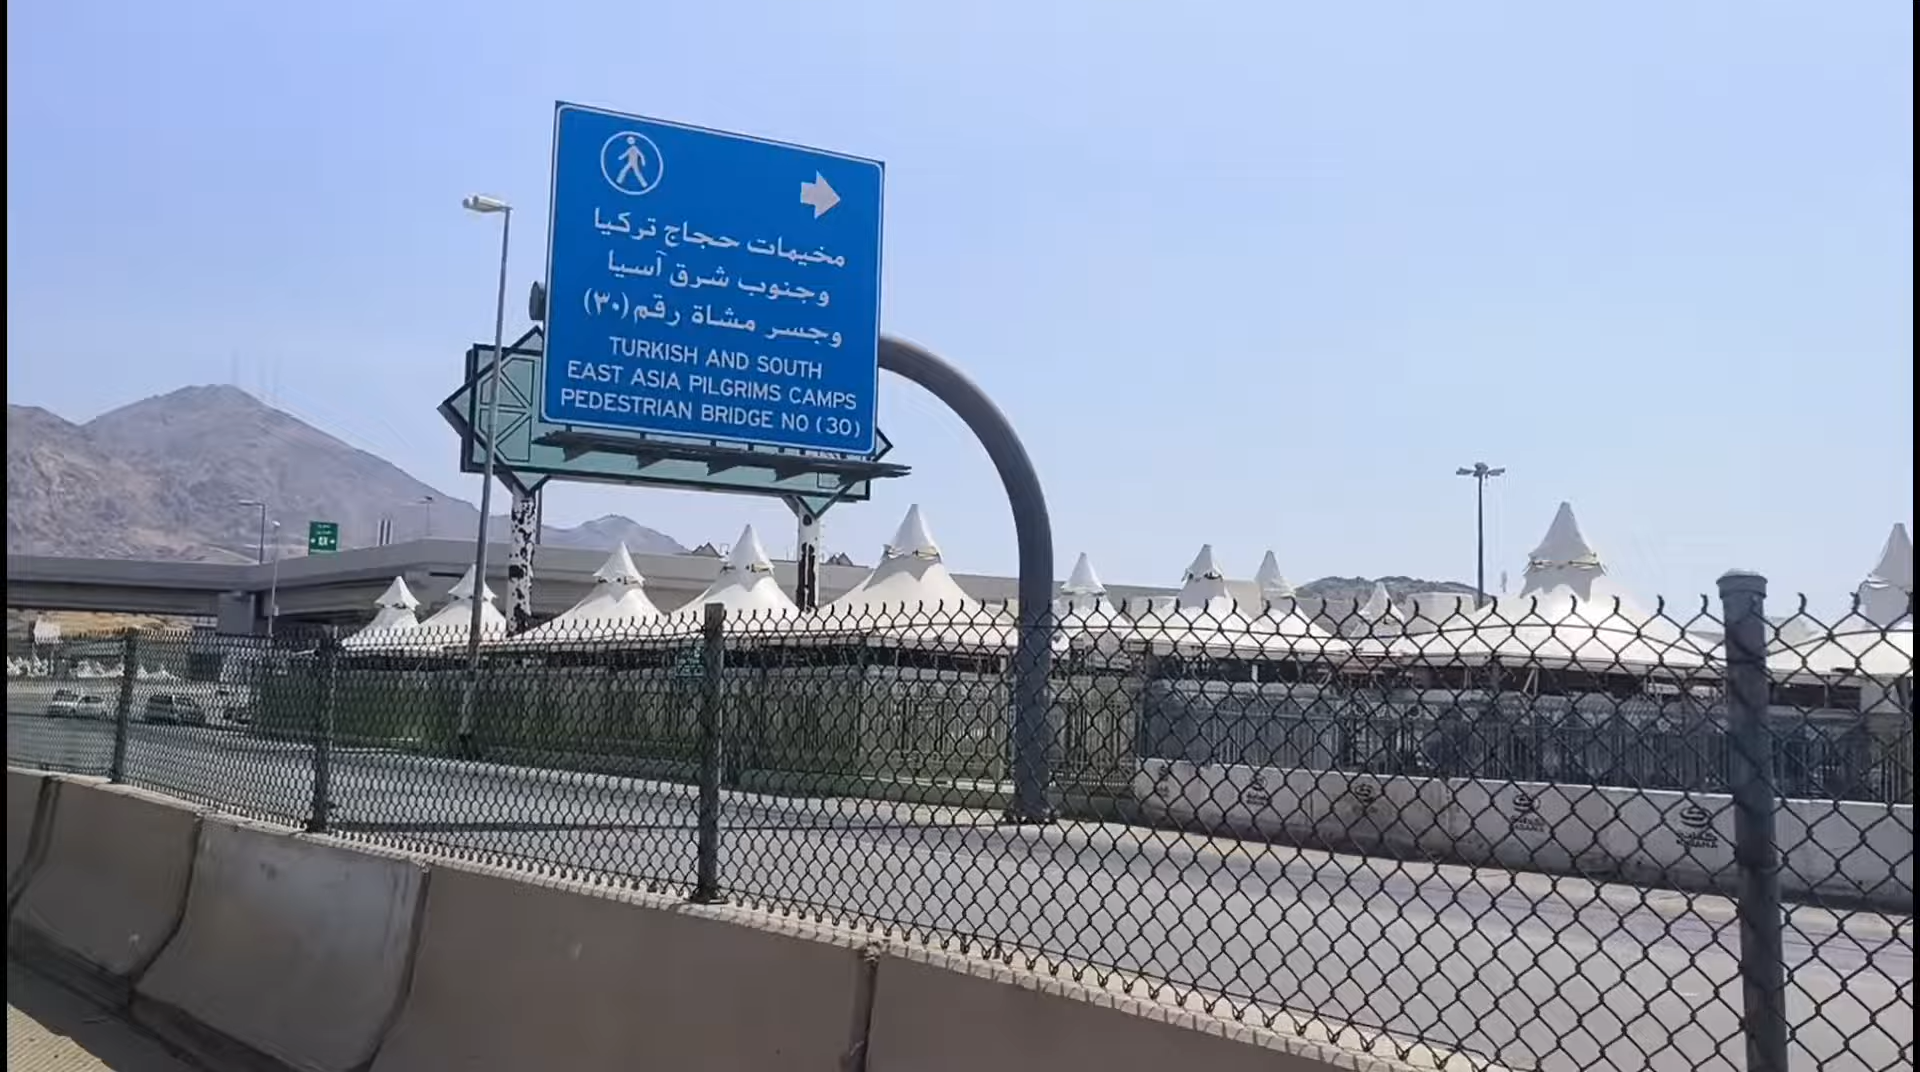 مخيمات حجاج تركيا
وجنوب شرق آسيا
وجسر مشاة رقم (٣٠)
TURKISH AND SOUTH
EAST ASIA PILGRIMS CAMPS
PEDESTRIAN BRIDGE NO (30)